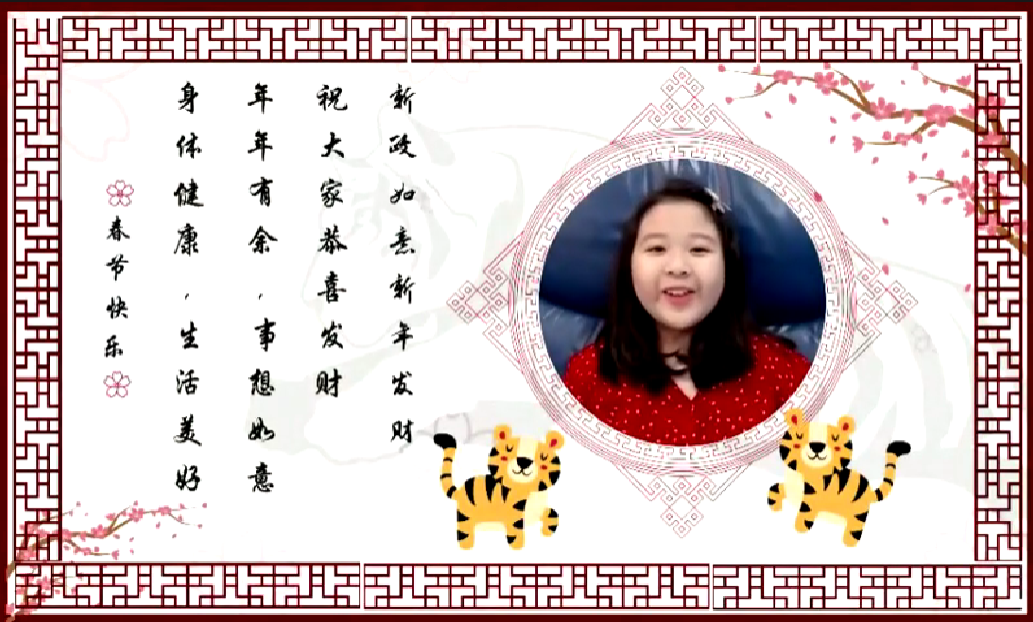 新政如意新年发财
祝大家恭喜发财
年年有余，事想如意
身体健康，生活美好
春节快乐